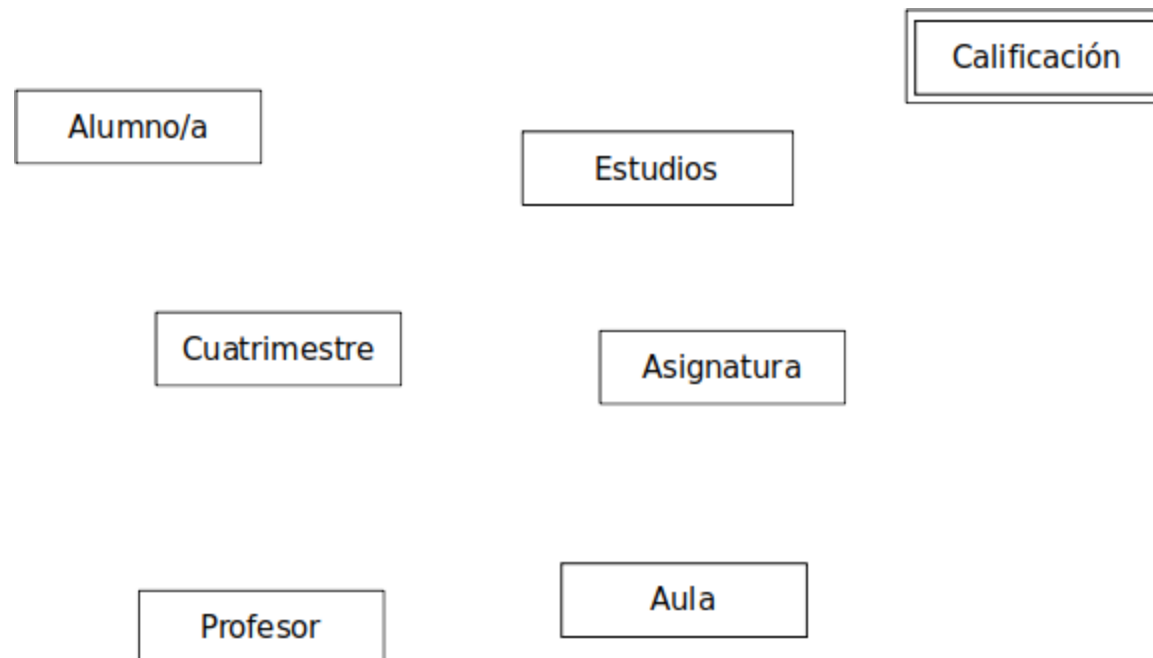 Calificación
Alumno/a
Estudios
Cuatrimestre
Asignatura
Aula
Profesor